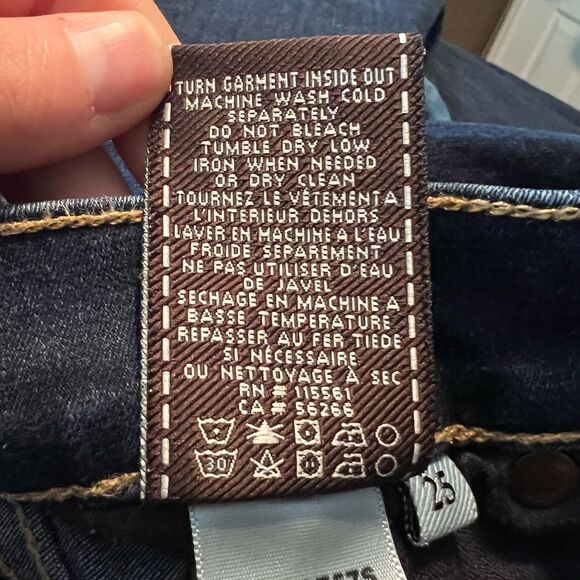 TURN GARMENT INSIDE OUT
MACHINE WASH COLD
SEPARATELY
DO NOT BLEACH
TUMBLE DRY LOW
IRON WHEN NEEDED
OR DRY CLEAN
TOURNEZ LE VÊTEMENT A
L'INTERIEUR DEHORS
LAVER EN MACHINE A L'EAU
FROIDE SEPAREMENT
NE PAS UTILISER D'EAU
DE JAVEL
SECHAGE EN MACHINE A
BASSE TEMPERATURE
REPASSER AU FER TIEDE
SI NÉCESSAIRE
OU NETTOYAGE À SEC
RN # 115561
CA # 56266
30
25